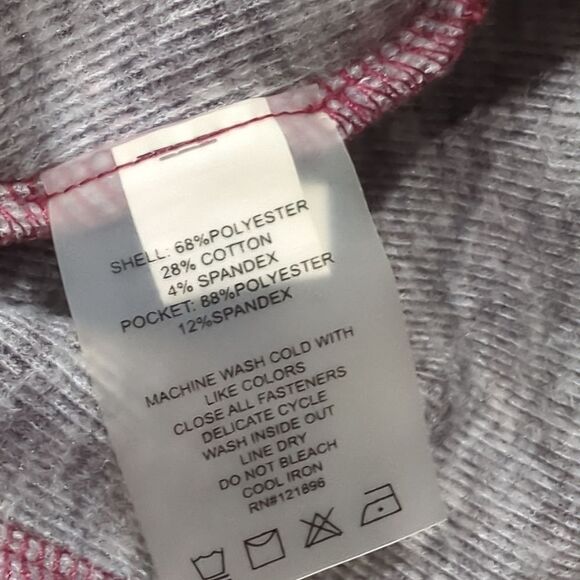 SHELL: 68%POLYESTER
28% COTTON
4% SPANDEX
POCKET: 88%POLYESTER
12%SPANDEX
MACHINE WASH COLD WITH
LIKE COLORS
CLOSE ALL FASTENERS
DELICATE CYCLE
WASH INSIDE OUT
LINE DRY
DO NOT BLEACH
COOL IRON
RN#121896